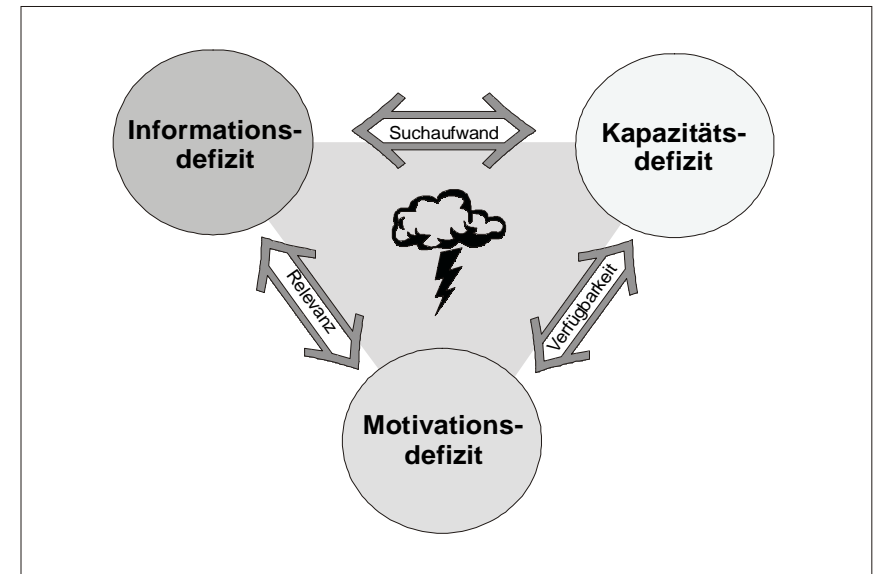 Informations-
defizit
Suchaufwand
Kapazitäts-
defizit
Relevanz
Verfügbarkeit
Motivations-
defizit